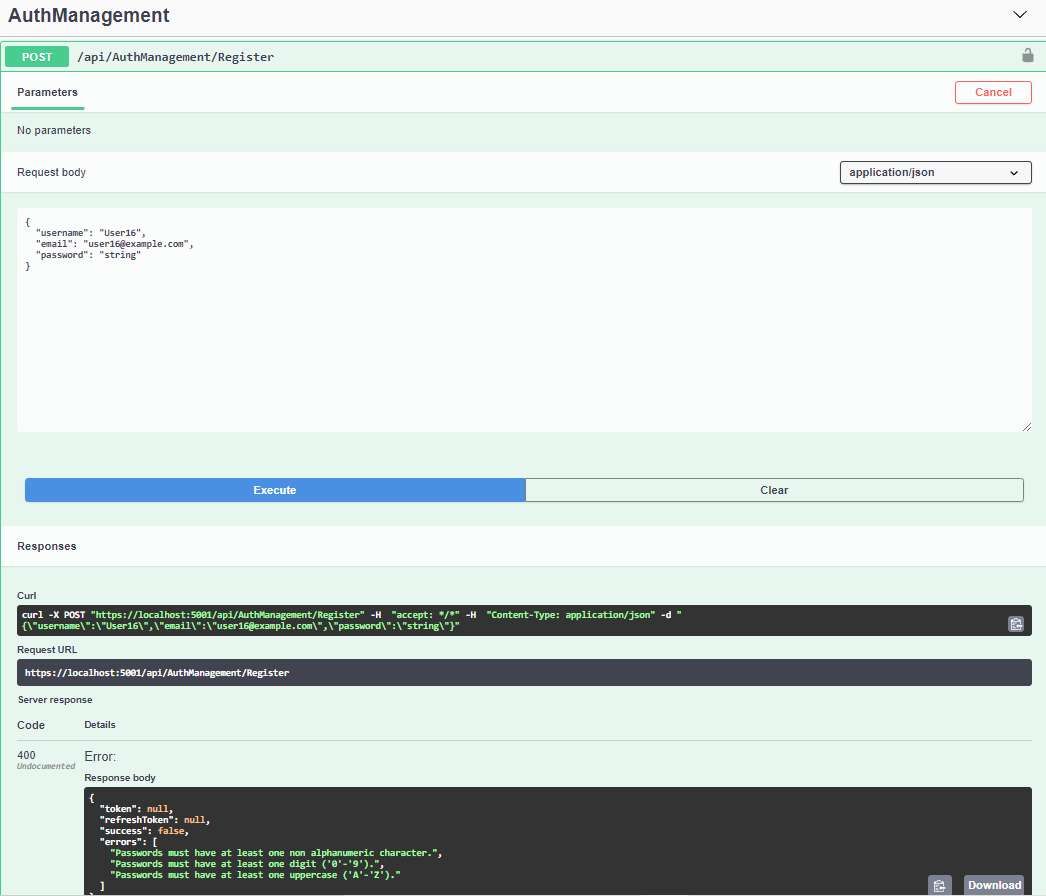 AuthManagement
POST /api/AuthManagement/Register
Parameters
Cancel
No parameters
Request body
application/json
{
"username": "User16",
"email": "user16@example.com",
"password": "string"
}
Execute
Clear
Responses
Curl
curl -X POST "https://localhost:5001/api/AuthManagement/Register" -H  "accept: */*" -H  "Content-Type: application/json" -d "
{\"username\":\"User16\",\"email\":\"user16@example.com\",\"password\":\"string\"}"
Request URL
https://localhost:5001/api/AuthManagement/Register
Server response
Code Details
400 Error:
Undocumented
Response body
{
"token": null,
"refreshToken": null,
"success": false,
"errors": [
"Passwords must have at least one non alphanumeric character.",
"Passwords must have at least one digit ('0'-'9').",
"Passwords must have at least one uppercase ('A'-'Z')."
]
Download